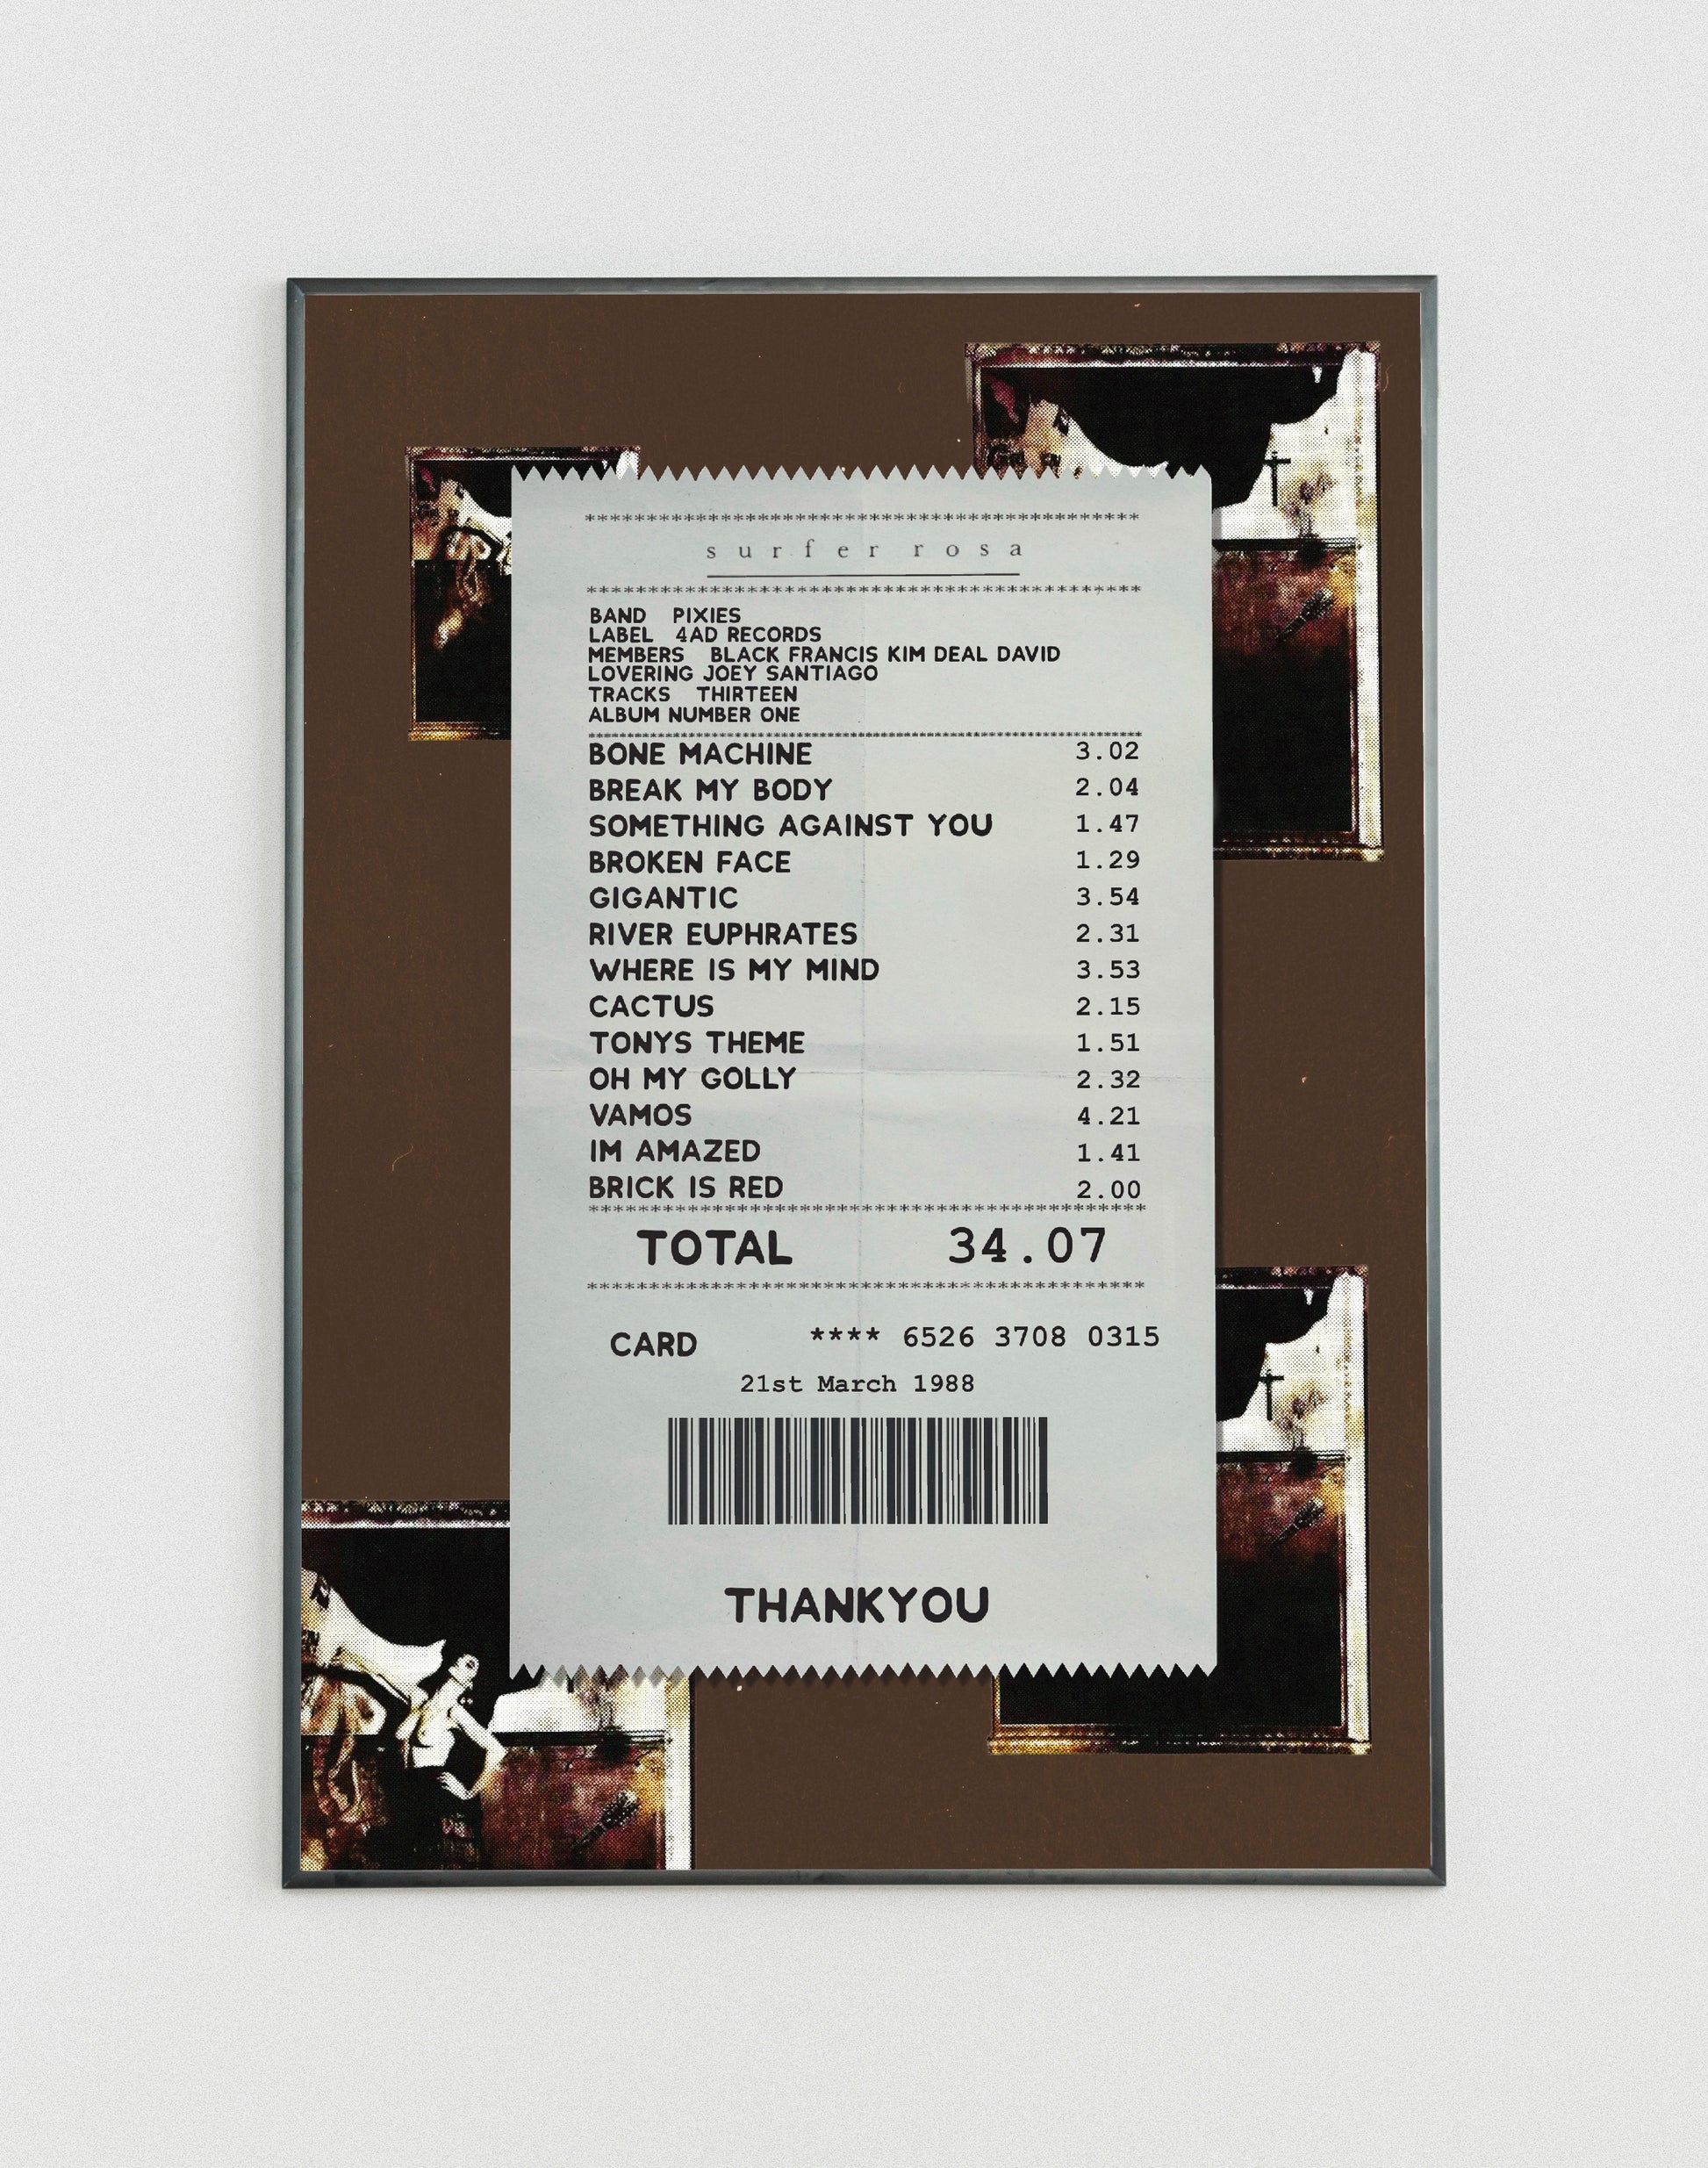 ******************************************
surfer rosa
******************************************
BAND PIXIES
LABEL 4AD RECORDS
MEMBERS BLACK FRANCIS KIM DEAL DAVID
LOVERING JOEY SANTIAGO
TRACKS THIRTEEN
ALBUM NUMBER ONE
BONE MACHINE 3.02
BREAK MY BODY 2.04
SOMETHING AGAINST YOU 1.47
BROKEN FACE 1.29
GIGANTIC 3.54
RIVER EUPHRATES 2.31
WHERE IS MY MIND 3.53
CACTUS 2.15
TONYS THEME 1.51
OH MY GOLLY 2.32
VAMOS 4.21
IM AMAZED 1.41
BRICK IS RED 2.00
******************************************
TOTAL 34.07
******************************************
CARD **** 6526 3708 0315
21st March 1988
THANKYOU